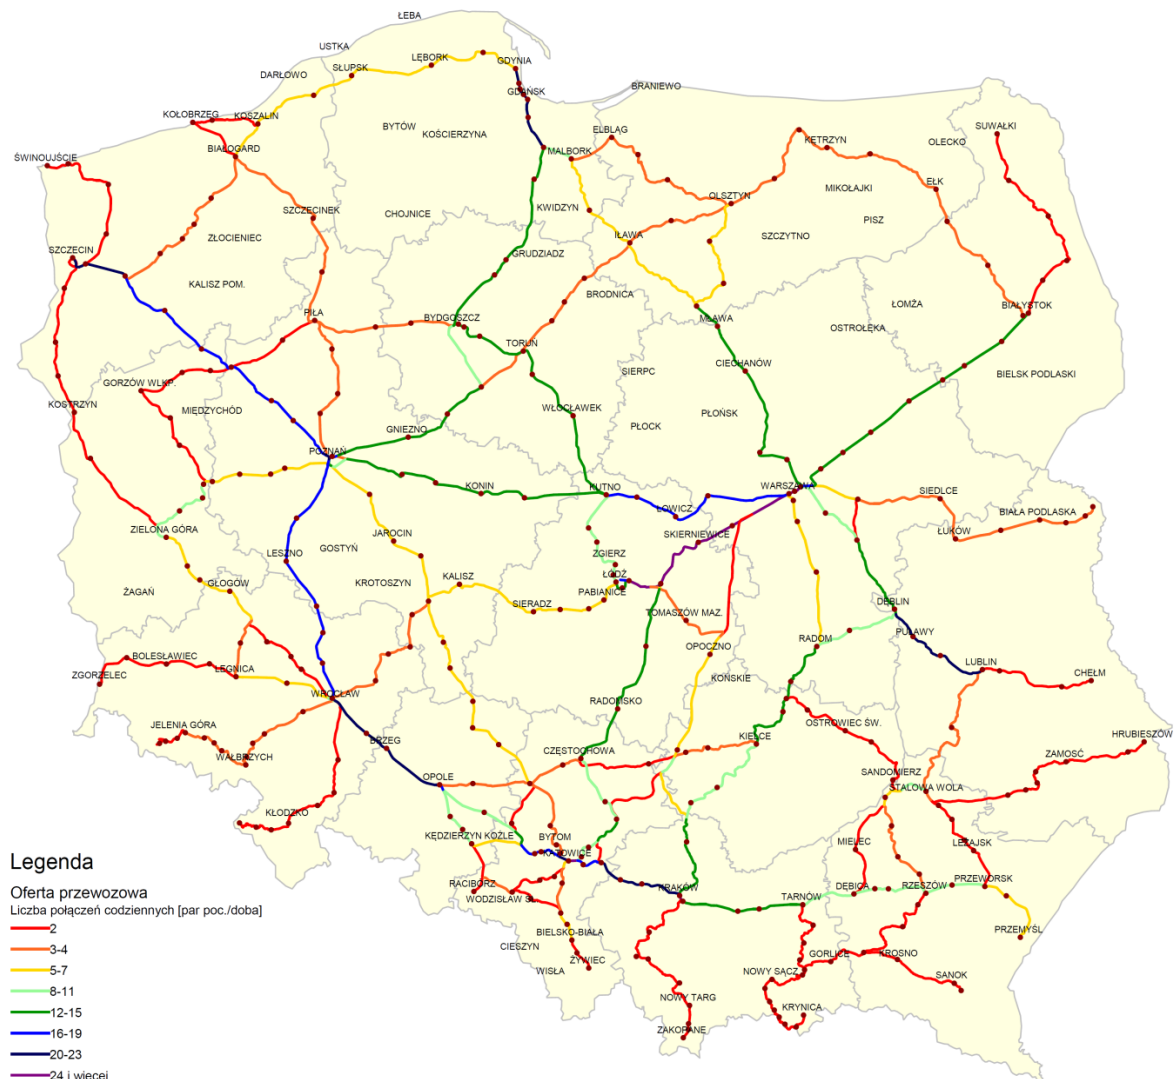 ŁEBA
USTKA
LĘBORK
GDYNIA
SŁUPSK
DARŁOWO
GDAŃSK
BRANIEWO
KOŁOBRZEG
KOSZALIN
BYTÓW
KOŚCIERZYNA
ELBLĄG
KĘTRZYN
SUWAŁKI
OLECKO
BIAŁOGARD
MALBORK
ŚWINOUJŚCIE
EŁK
MIKOŁAJKI
OLSZTYN
SZCZECINEK
CHOJNICE
KWIDZYN
PISZ
ZŁOCIENIEC
IŁAWA
SZCZYTNO
SZCZECIN
GRUDZIADZ
KALISZ POM.
BRODNICA
ŁOMŻA
BIAŁYSTOK
PIŁA
BYDGOSZCZ
MŁAWA
OSTROŁĘKA
TORUŃ
CIECHANÓW
SIERPC
BIELSK PODLASKI
GORZÓW WLKP.
KOSTRZYN
MIĘDZYCHÓD
WŁOCŁAWEK
PŁOŃSK
GNIEZNO
PŁOCK
POZNAŃ
KONIN
KUTNO
WARSZAWA
SIEDLCE
ŁOWICZ
BIAŁA PODLASKA
ZIELONA GÓRA
JAROCIN
SKIERNIEWICE
ŁUKÓW
LESZNO
GOSTYŃ
ZGIERZ
ŁÓDŹ
GŁOGÓW
KROTOSZYN
KALISZ
ŻAGAŃ
PABIANICE
SIERADZ
TOMASZÓW MAZ.
DĘBLIN
RADOM
PUŁAWY
OPOCZNO
BOLESŁAWIEC
LEGNICA
ZGORZELEC
LUBLIN
CHEŁM
KOŃSKIE
WROCŁAW
RADOMSKO
OSTROWIEC ŚW.
JELENIA GÓRA
HRUBIESZÓW
KIELCE
BRZEG
CZĘSTOCHOWA
ZAMOŚĆ
WAŁBRZYCH
OPOLE
SANDOMIERZ
STALOWA WOLA
KŁODZKO
KĘDZIERZYN KOŹLE
BYTOM
MIELEC
LEŻAJSK
KATOWICE
RACIBÓRZ
KRAKÓW
DĘBICA
RZESZÓW
PRZEWORSK
WODZISŁAW ŚL.
TARNÓW
BIELSKO-BIAŁA
PRZEMYŚL
CIESZYN
ŻYWIEC
GORLICE
KROSNO
WISŁA
NOWY SĄCZ
SANOK
NOWY TARG
KRYNICA
ZAKOPANE
Legenda
Oferta przewozowa
Liczba połączeń codziennych [par poc./doba]
2
3-4
5-7
8-11
12-15
16-19
20-23
24 i więcej